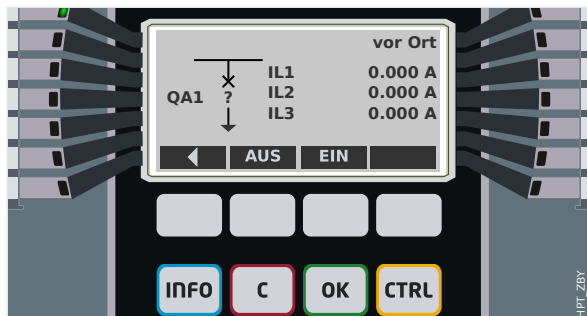 vor Ort
IL1 0.000 A
QA1 ? IL2 0.000 A
IL3 0.000 A
AUS EIN
INFO C OK CTRL
HPT_ZBY